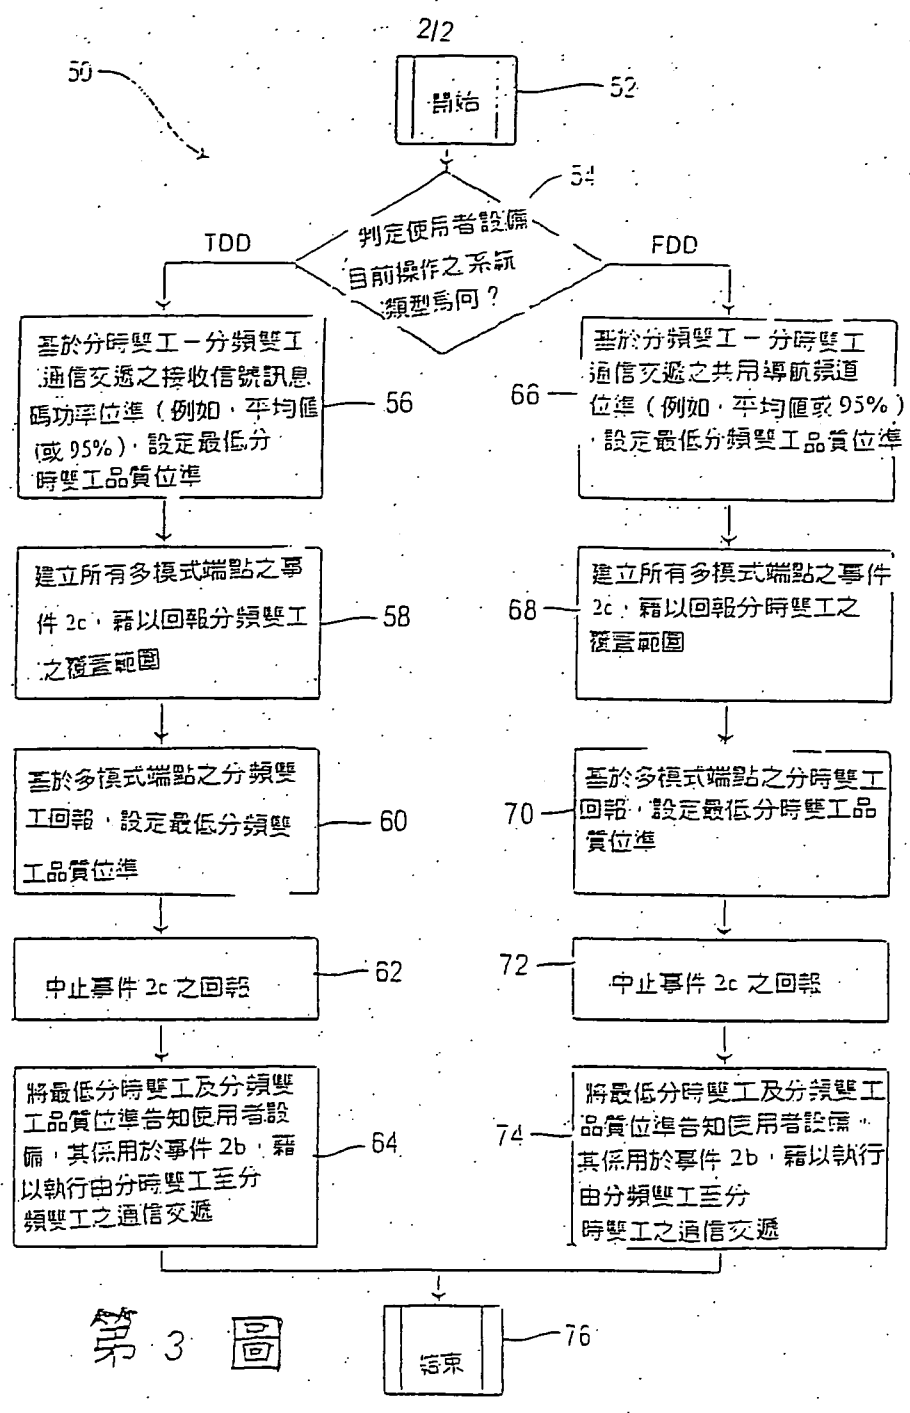 2/2
50
開始
52
54
判定使用者設備
目前操作之系統
類型為何？
TDD
FDD
基於分時雙工－分頻雙工
通信交遞之接收信號訊息
碼功率位準（例如，平均值
（或95%），設定最低分
時雙工品質位準
56
基於分頻雙工－分時雙工
通信交遞之共用導航頻道
位準（例如，平均值或95%）
，設定最低分頻雙工品質位準
66
建立所有多模式端點之事
件2c，藉以回報分頻雙工
之覆蓋範圍
58
建立所有多模式端點之事件
2c，藉以回報分時雙工之
覆蓋範圍
68
基於多模式端點之分頻雙
工回報，設定最低分頻雙
工品質位準
60
基於多模式端點之分時雙工
回報，設定最低分時雙工品
質位準
70
中止事件2c之回報
62
中止事件2c之回報
72
將最低分時雙工及分頻雙
工品質位準告知使用者設
備，其係用於事件2b，藉
以執行由分時雙工至分
頻雙工之通信交遞
64
將最低分時雙工及分頻雙工
品質位準告知使用者設備，
其係用於事件2b，藉以執行
由分頻雙工至分
時雙工之通信交遞
74
結束
76
第3圖